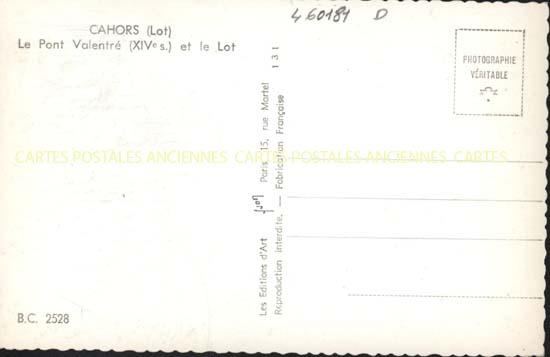 CAHORS (Lot)
Le Pont Valentré (XIVe s.) et le Lot
460181 D
PHOTOGRAPHIE
VÉRITABLE
CARTES POSTALES ANCIENNES CARTES POSTALES ANCIENNES CARTES
Les Editions d'Art Paris 15, rue Martel 131
Reproduction interdite. — Fabrication Française
B.C. 2528